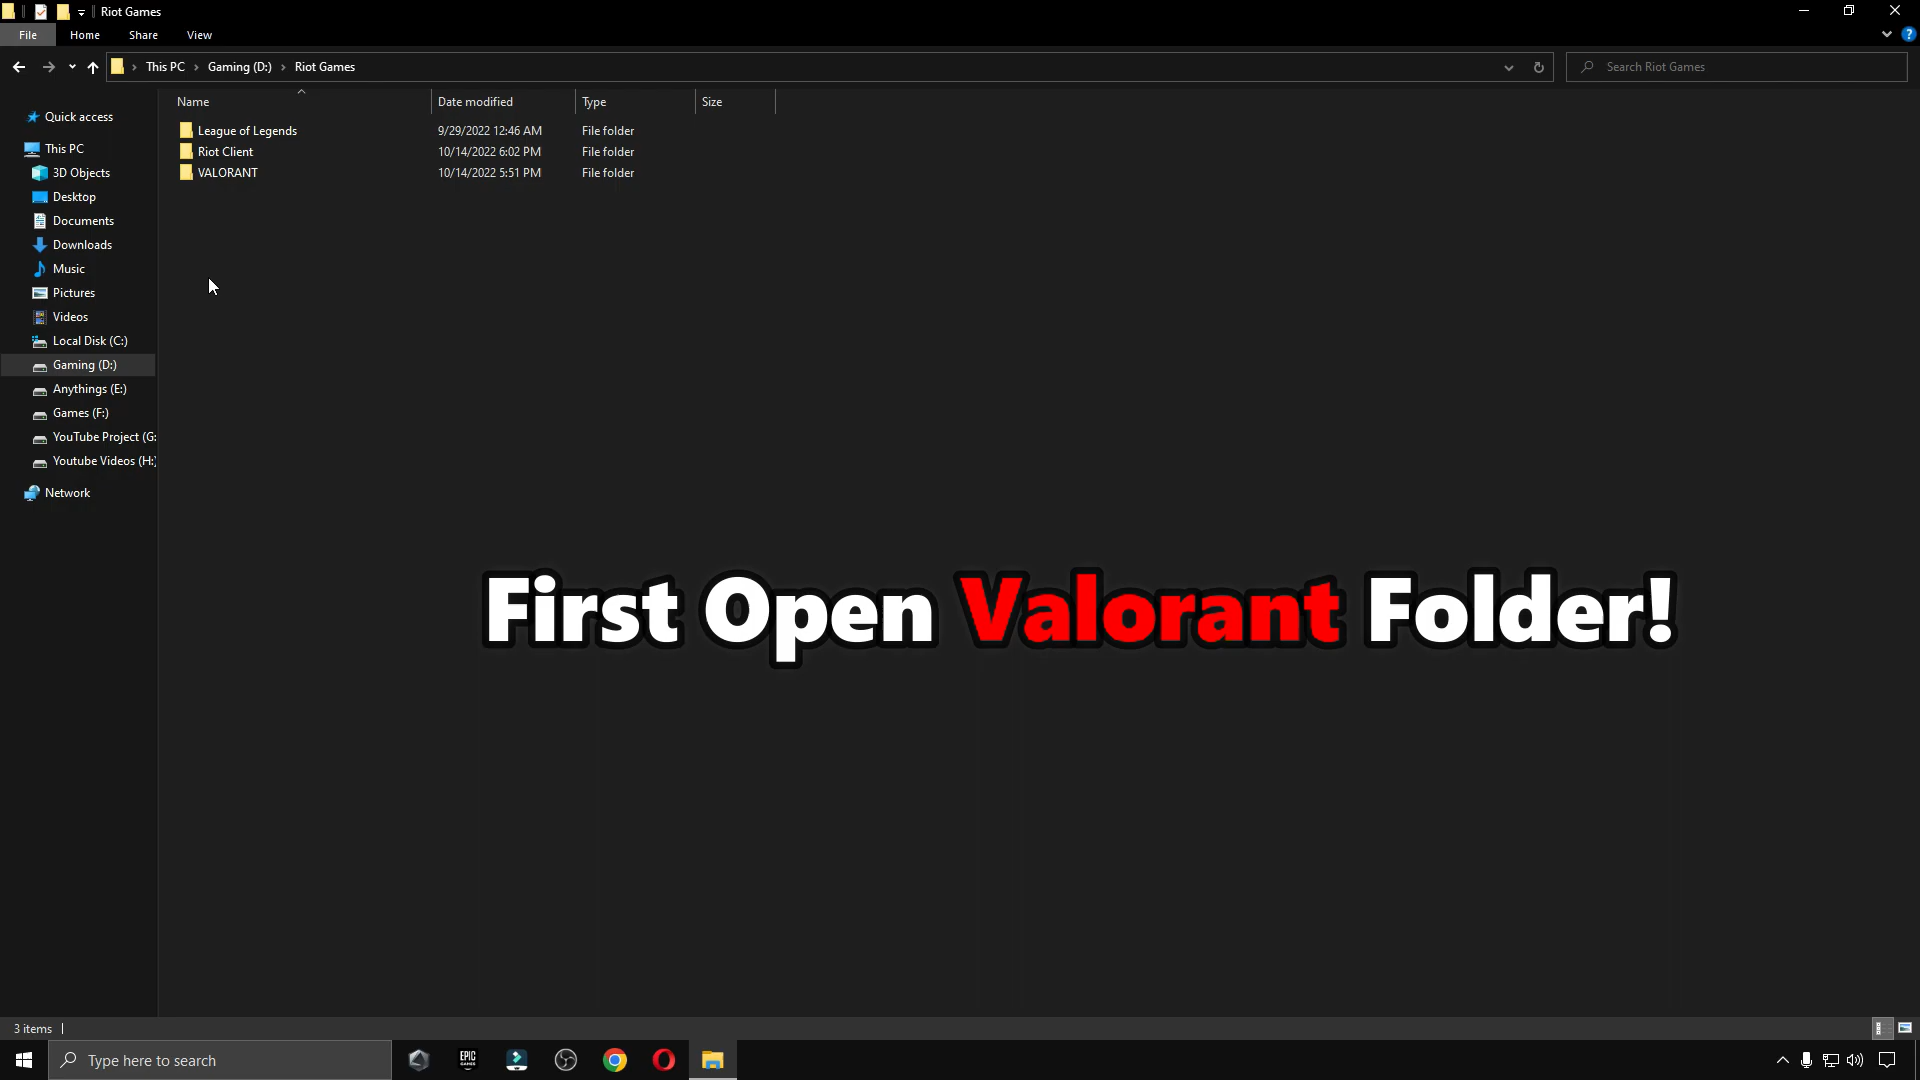 Riot Games
File Home Share View
This PC Gaming (D:) Riot Games
Search Riot Games
Name Date modified Type Size
League of Legends 9/29/2022 12:46 AM File folder
Riot Client 10/14/2022 6:02 PM File folder
VALORANT 10/14/2022 5:51 PM File folder
Quick access
This PC
3D Objects
Desktop
Documents
Downloads
Music
Pictures
Videos
Local Disk (C:)
Gaming (D:)
Anythings (E:)
Games (F:)
YouTube Project (G:
Youtube Videos (H:)
Network
First Open Valorant Folder!
3 items
Type here to search
EPIC
GAMES